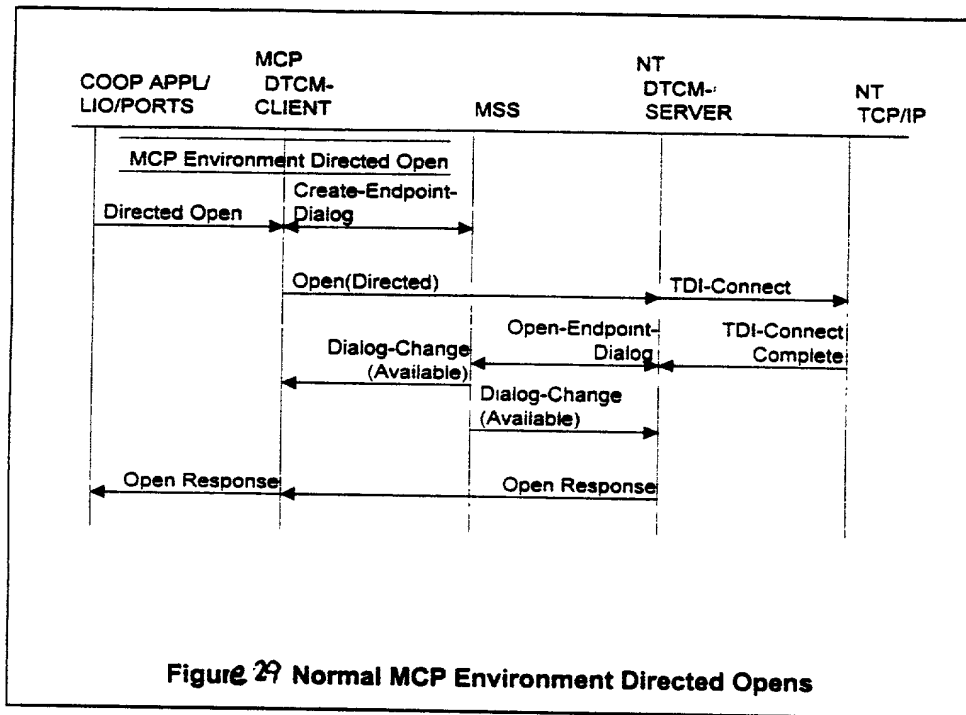 COOP APPL/
LIO/PORTS
MCP
DTCM-
CLIENT
MSS
NT
DTCM-
SERVER
NT
TCP/IP
MCP Environment Directed Open
Directed Open
Create-Endpoint-
Dialog
Open(Directed)
TDI-Connect
Dialog-Change
(Available)
Open-Endpoint-
Dialog
TDI-Connect
Complete
Dialog-Change
(Available)
Open Response
Open Response
Figure 29 Normal MCP Environment Directed Opens